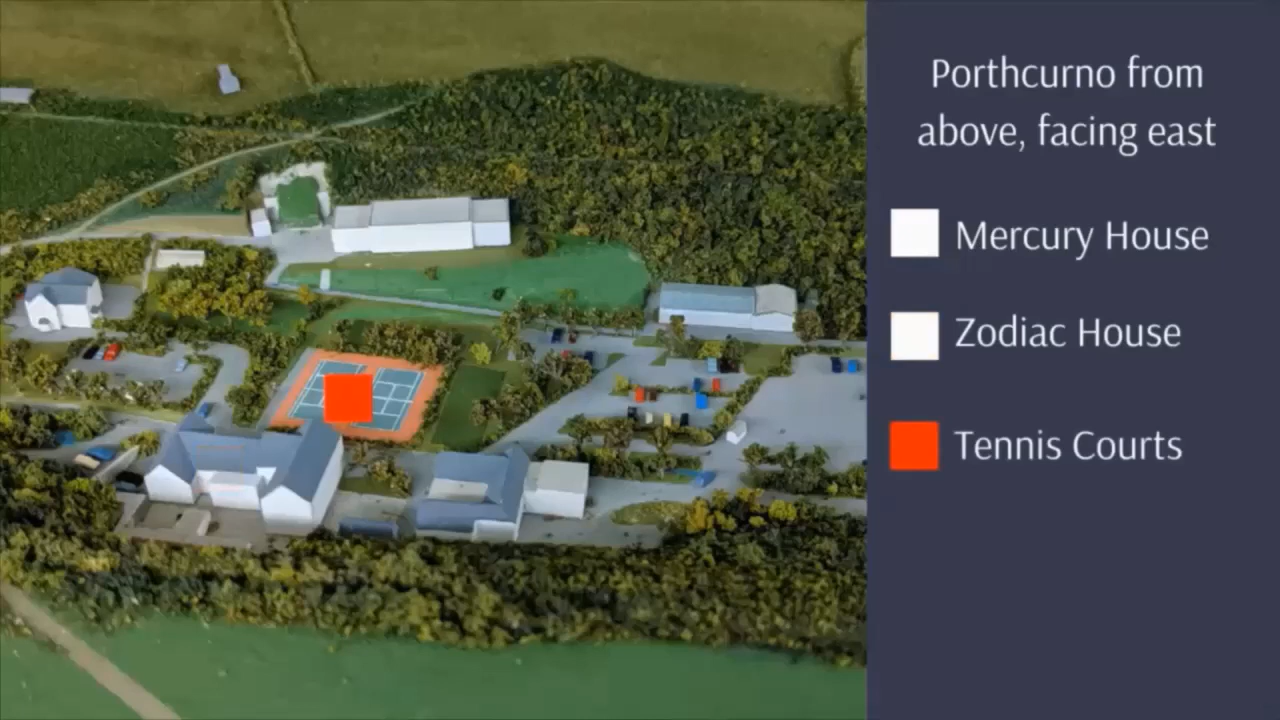 Porthcurno from
above, facing east
Mercury House
Zodiac House
Tennis Courts